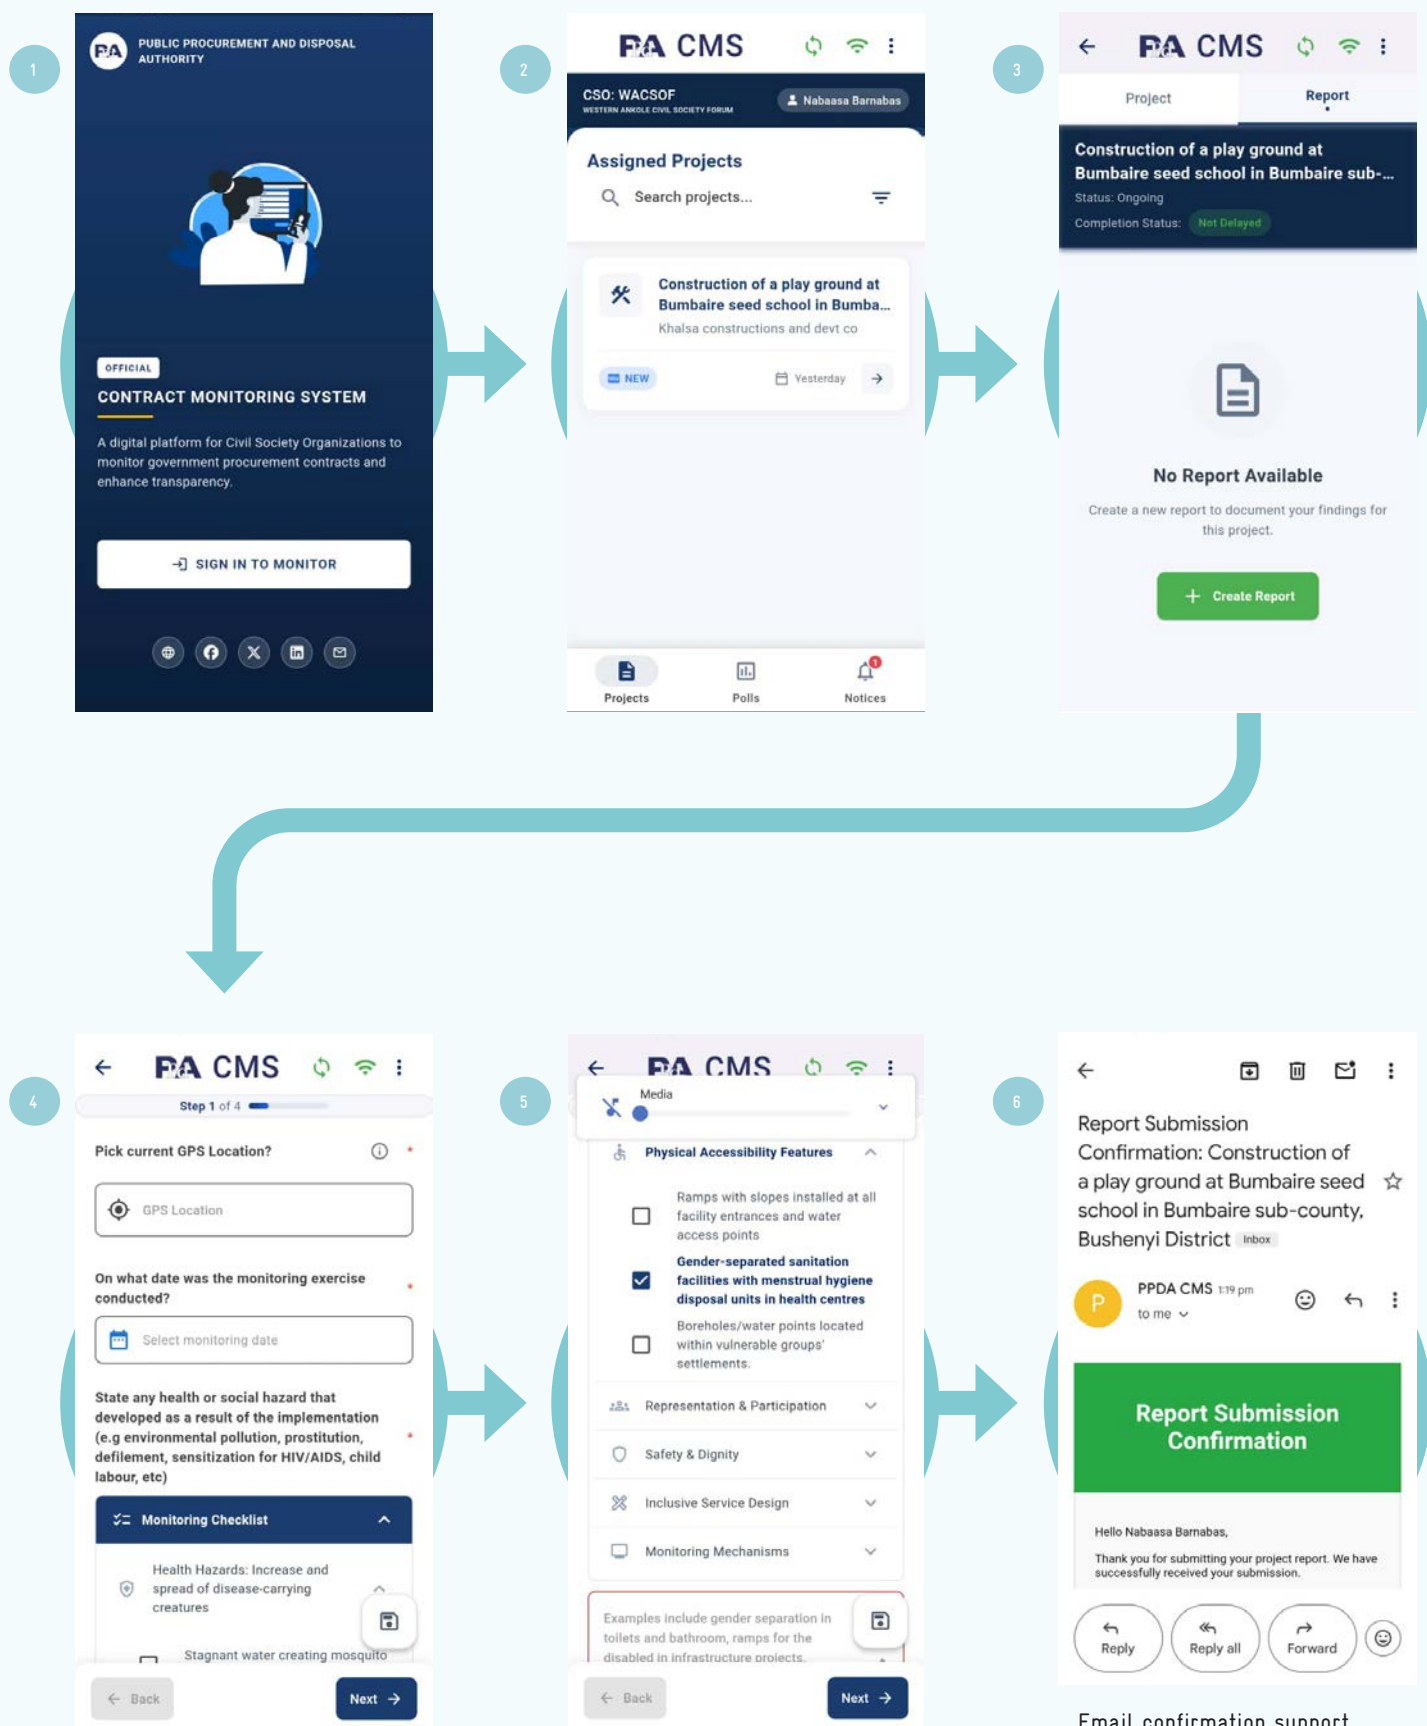 1
PUBLIC PROCUREMENT AND DISPOSAL
AUTHORITY
OFFICIAL
CONTRACT MONITORING SYSTEM
A digital platform for Civil Society Organizations to
monitor government procurement contracts and
enhance transparency.
SIGN IN TO MONITOR
2
CMS
CSO: WACSOF
WESTERN ANKOLE CIVIL SOCIETY FORUM
Nabaasa Barnabas
Assigned Projects
Search projects...
Construction of a play ground at
Bumbaire seed school in Bumba...
Khalsa constructions and devt co
NEW
Yesterday
Projects
Polls
Notices
1
3
CMS
Project
Report
Construction of a play ground at
Bumbaire seed school in Bumbaire sub-...
Status: Ongoing
Completion Status: Not Delayed
No Report Available
Create a new report to document your findings for
this project.
+ Create Report
4
CMS
Step 1 of 4
Pick current GPS Location? *
GPS Location
On what date was the monitoring exercise
conducted? *
Select monitoring date
State any health or social hazard that
developed as a result of the implementation
(e.g environmental pollution, prostitution, *
defilement, sensitization for HIV/AIDS, child
labour, etc)
Monitoring Checklist
Health Hazards: Increase and
spread of disease-carrying
creatures
Stagnant water creating mosquito
Back
Next
5
CMS
Media
Physical Accessibility Features
Ramps with slopes installed at all
facility entrances and water
access points
Gender-separated sanitation
facilities with menstrual hygiene
disposal units in health centres
Boreholes/water points located
within vulnerable groups'
settlements.
Representation & Participation
Safety & Dignity
Inclusive Service Design
Monitoring Mechanisms
Examples include gender separation in
toilets and bathroom, ramps for the
disabled in infrastructure projects.
Back
Next
6
Report Submission
Confirmation: Construction of
a play ground at Bumbaire seed
school in Bumbaire sub-county,
Bushenyi District Inbox
P
PPDA CMS 1:19 pm
to me
Report Submission
Confirmation
Hello Nabaasa Barnabas,
Thank you for submitting your project report. We have
successfully received your submission.
Reply
Reply all
Forward
Email confirmation support